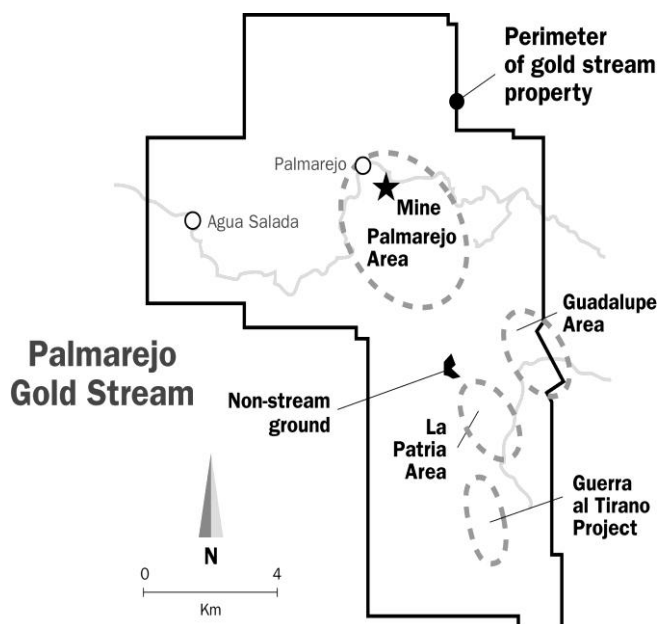 Perimeter
of gold stream
property
Palmarejo
Mine
Agua Salada
Palmarejo
Area
Guadalupe
Area
Palmarejo
Gold Stream
Non-stream
ground
La
Patria
Area
Guerra
al Tirano
Project
N
0 4
Km